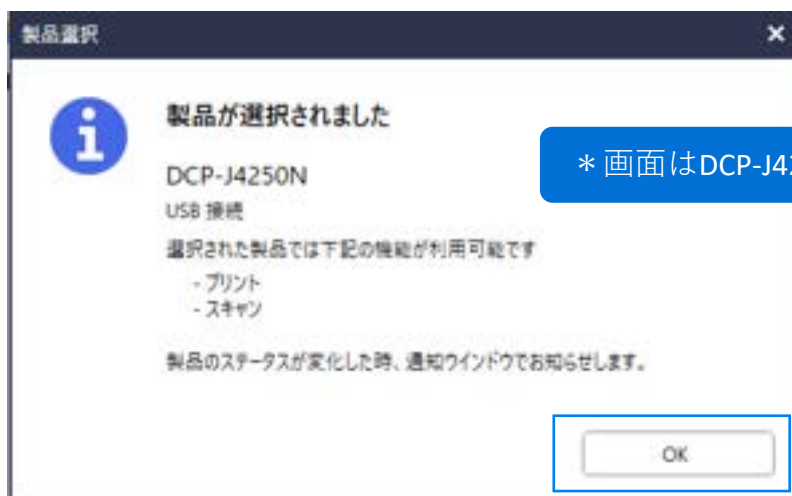 製品選択
製品が選択されました
*画面はDCP-J42
DCP-J4250N
USB 接続
選択された製品では下記の機能が利用可能です
- プリント
- スキャン
製品のステータスが変化した時、通知ウインドウでお知らせします。
OK